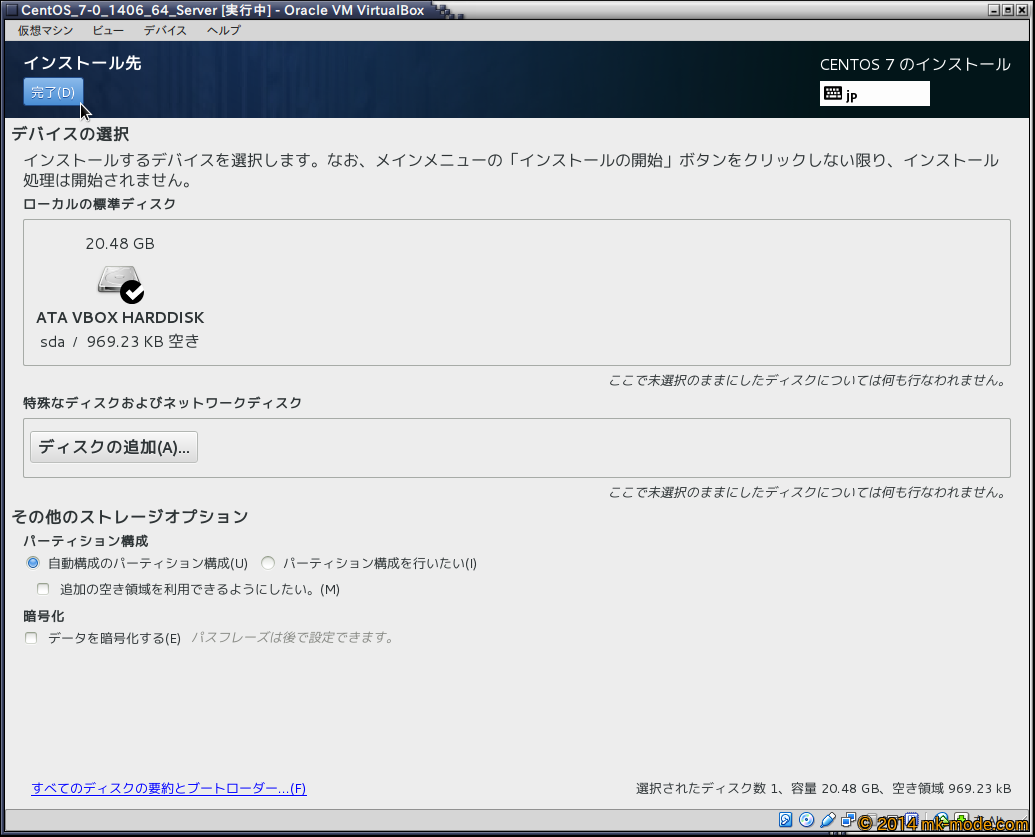 CentOS_7-0_1406_64_Server [実行中] - Oracle VM VirtualBox
仮想マシン ビュー デバイス ヘルプ
インストール先
CENTOS 7 のインストール
完了(D)
jp
デバイスの選択
インストールするデバイスを選択します。なお、メインメニューの「インストールの開始」ボタンをクリックしない限り、インストール
処理は開始されません。
ローカルの標準ディスク
20.48 GB
ATA VBOX HARDDISK
sda / 969.23 KB 空き
ここで未選択のままにしたディスクについては何も行なわれません。
特殊なディスクおよびネットワークディスク
ディスクの追加(A)...
ここで未選択のままにしたディスクについては何も行なわれません。
その他のストレージオプション
パーティション構成
自動構成のパーティション構成(U) パーティション構成を行いたい(I)
追加の空き領域を利用できるようにしたい。(M)
暗号化
データを暗号化する(E) パスフレーズは後で設定できます。
すべてのディスクの要約とブートローダー...(F)
選択されたディスク数 1、容量 20.48 GB、空き領域 969.23 kB
© 2014 mk-mode.com